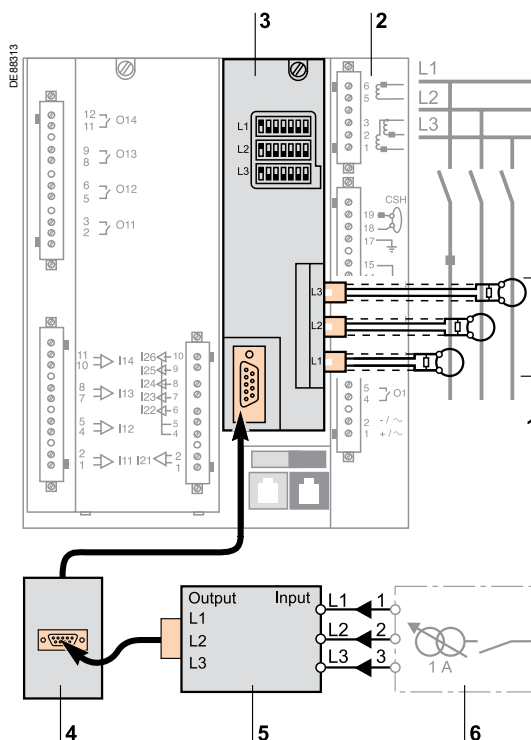 3
2
DE88313
L1
L2
L3
6
5
3
2
1
12
11
O14
9
8
O13
6
5
O12
3
2
O11
L1
L2
L3
CSH
19
18
17
15
L3
L2
L1
5
4
O1
2
1
- / ~
+ / ~
11
10
I14
8
7
I13
5
4
I12
2
1
I11
I26
10
I25
9
I24
8
I23
7
I22
6
5
4
I21
2
1
Output
Input
L1
L2
L3
L1
1
L2
2
L3
3
1 A
4
5
6